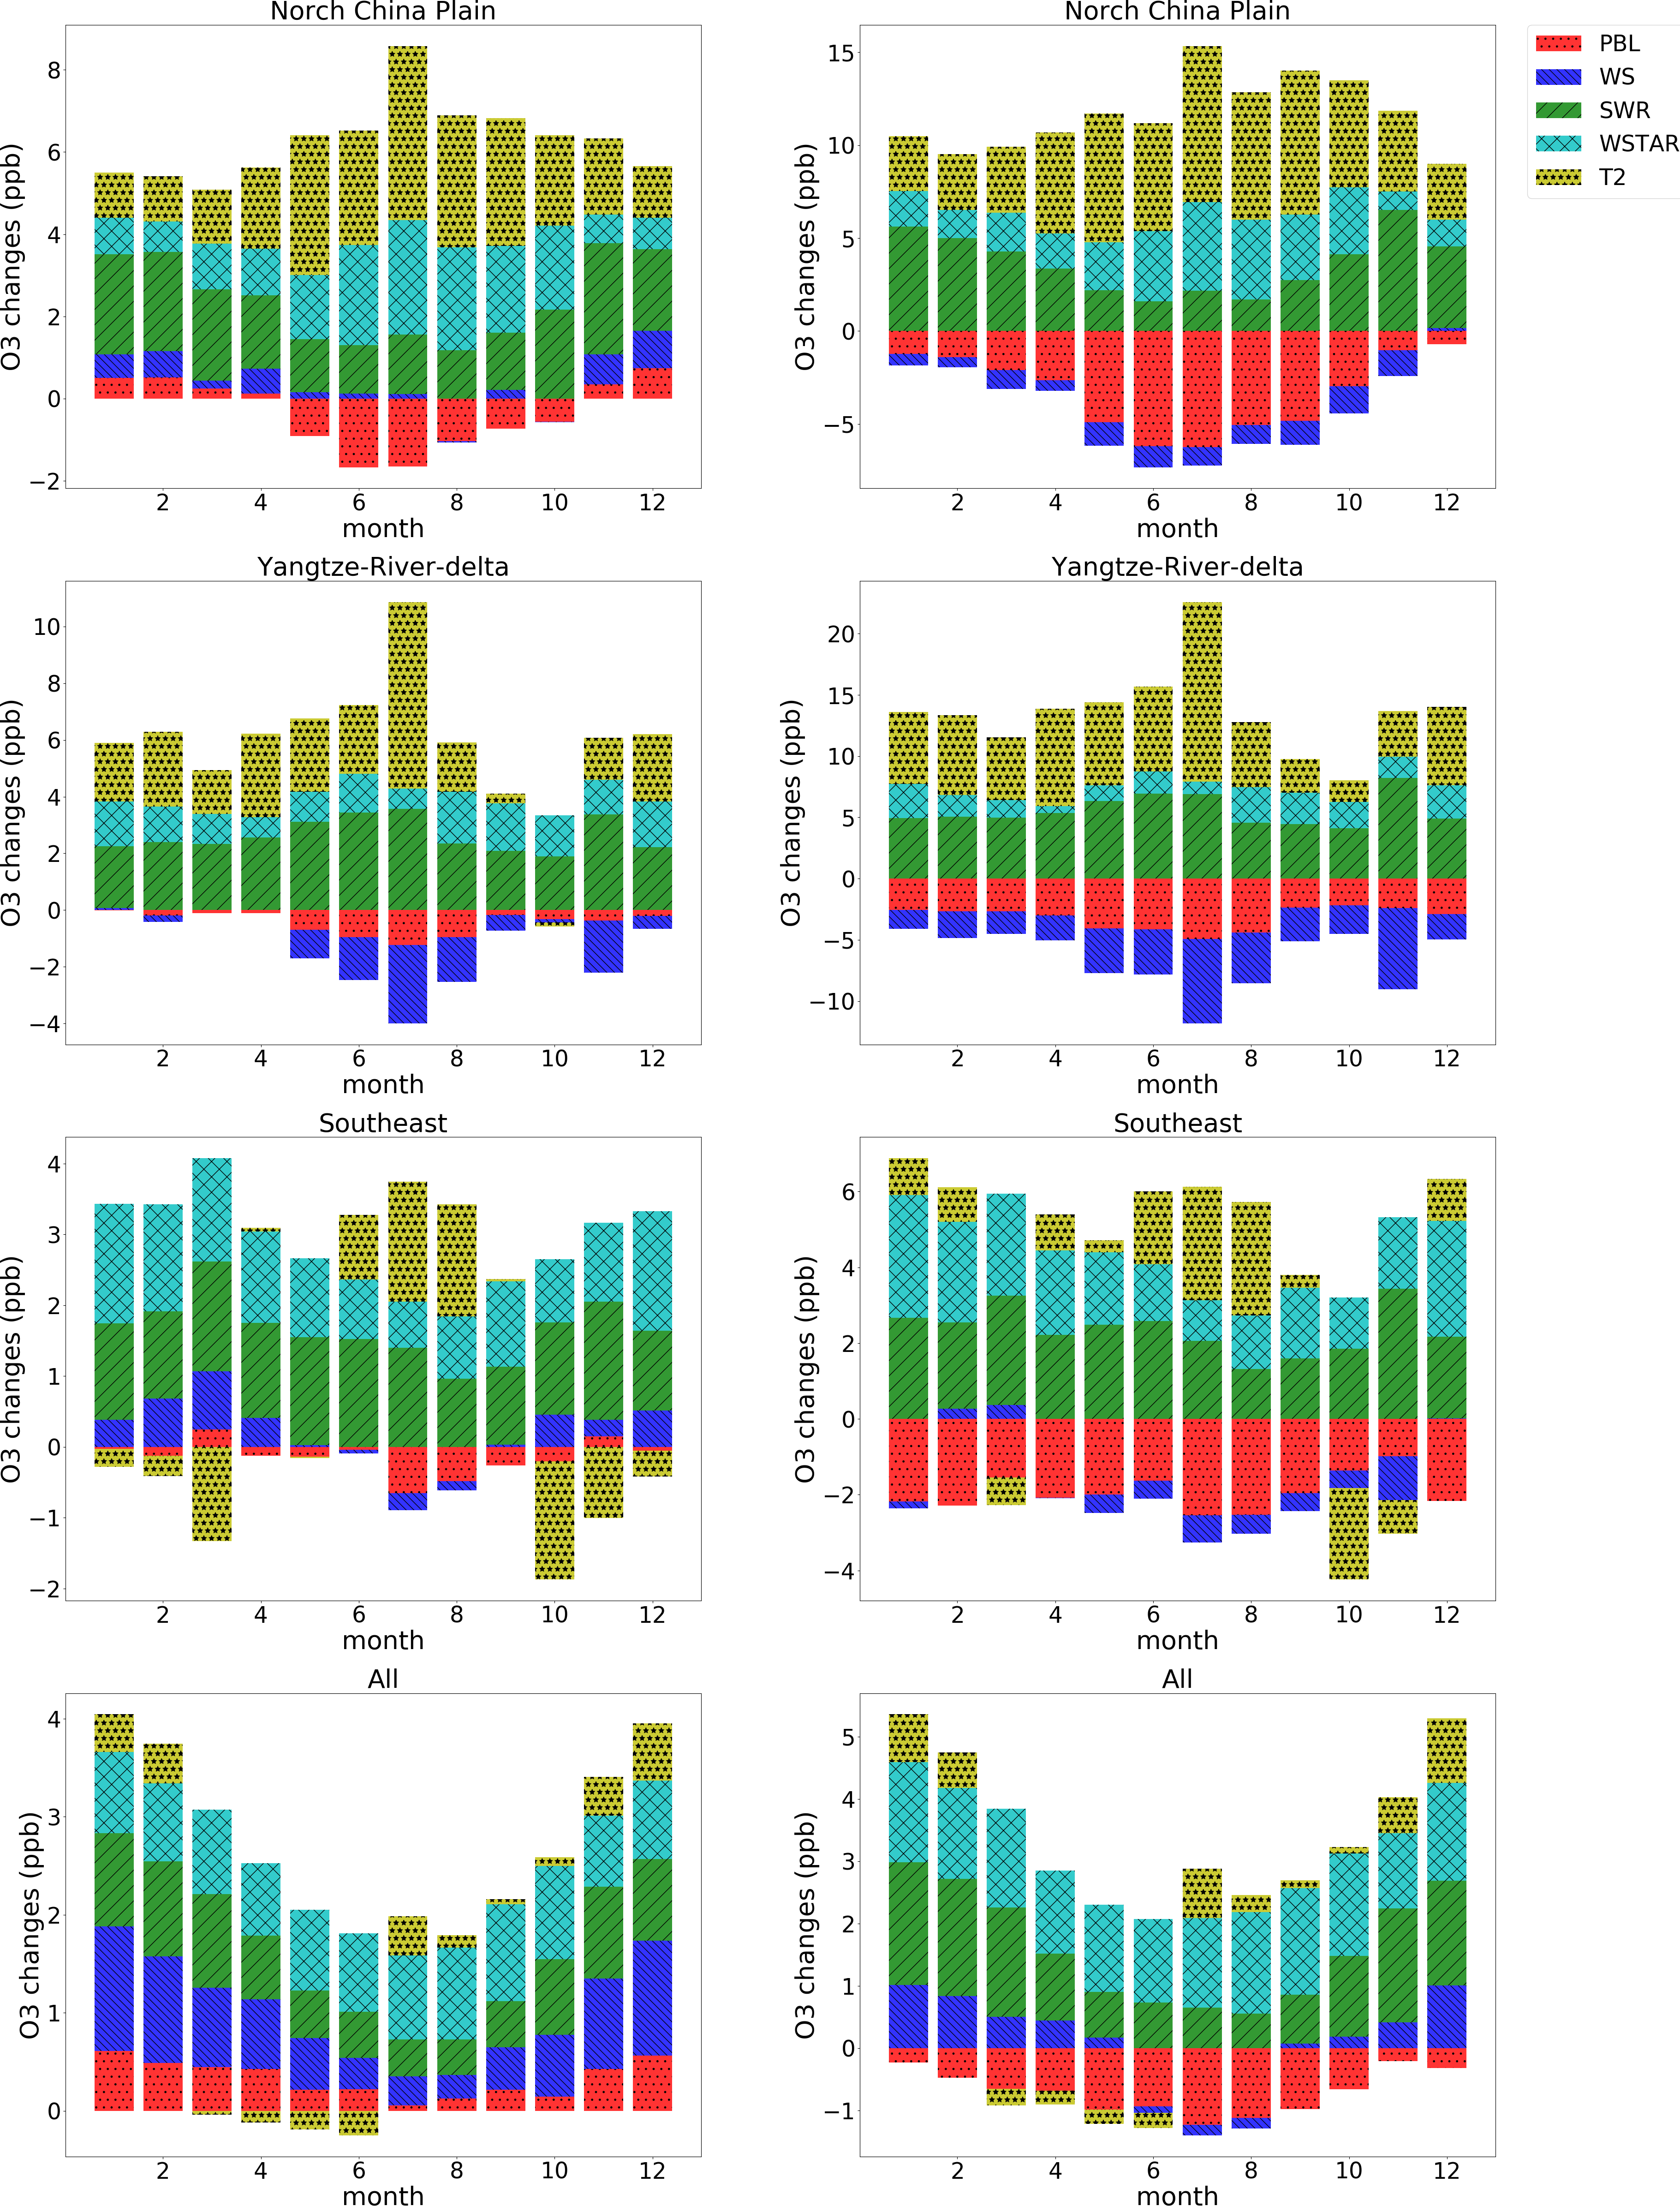 Norch China Plain
O3 changes (ppb)
8
6
4
2
0
−2
2 4 6 8 10 12
month
Norch China Plain
O3 changes (ppb)
15
10
5
0
−5
2 4 6 8 10 12
month
PBL
WS
SWR
WSTAR
T2
Yangtze-River-delta
O3 changes (ppb)
10
8
6
4
2
0
−2
−4
2 4 6 8 10 12
month
Yangtze-River-delta
O3 changes (ppb)
20
15
10
5
0
−5
−10
2 4 6 8 10 12
month
Southeast
O3 changes (ppb)
4
3
2
1
0
−1
−2
2 4 6 8 10 12
month
Southeast
O3 changes (ppb)
6
4
2
0
−2
−4
2 4 6 8 10 12
month
All
O3 changes (ppb)
4
3
2
1
0
2 4 6 8 10 12
month
All
O3 changes (ppb)
5
4
3
2
1
0
−1
2 4 6 8 10 12
month